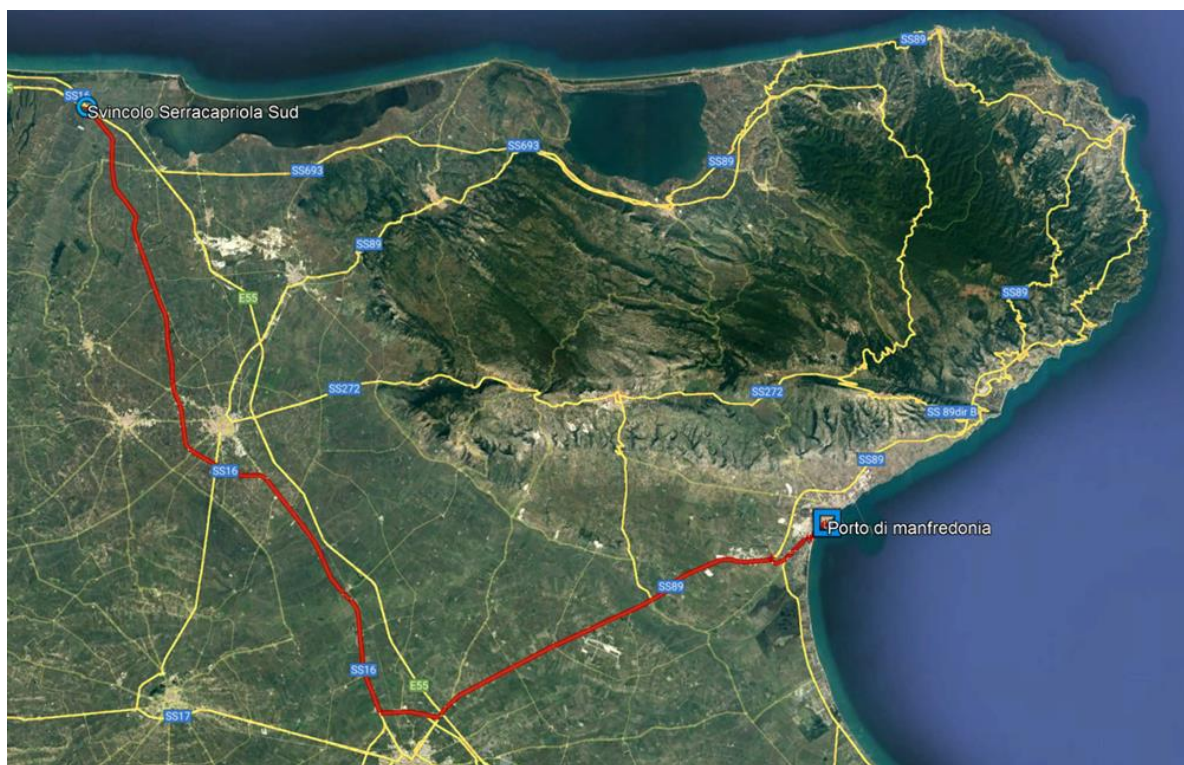 SS89
SS16
Svincolo Serracapriola Sud
SS693
SS693
SS89
SS89
SS89
E55
SS272
SS272
SS 89dir B
SS89
SS16
Porto di manfredonia
SS89
SS16
E55
SS17